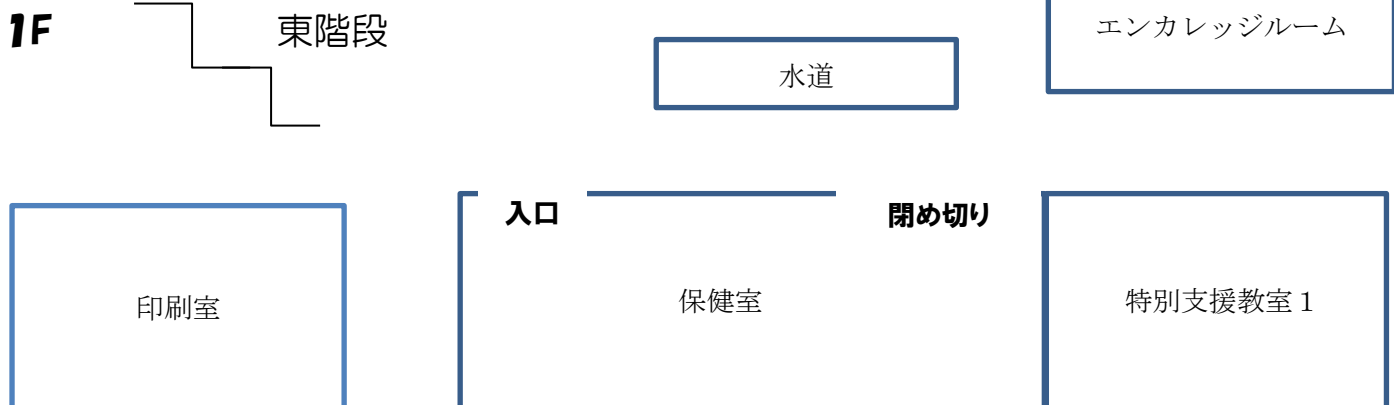 1F
東階段
エンカレッジルーム
水道
入口
閉め切り
印刷室
保健室
特別支援教室１